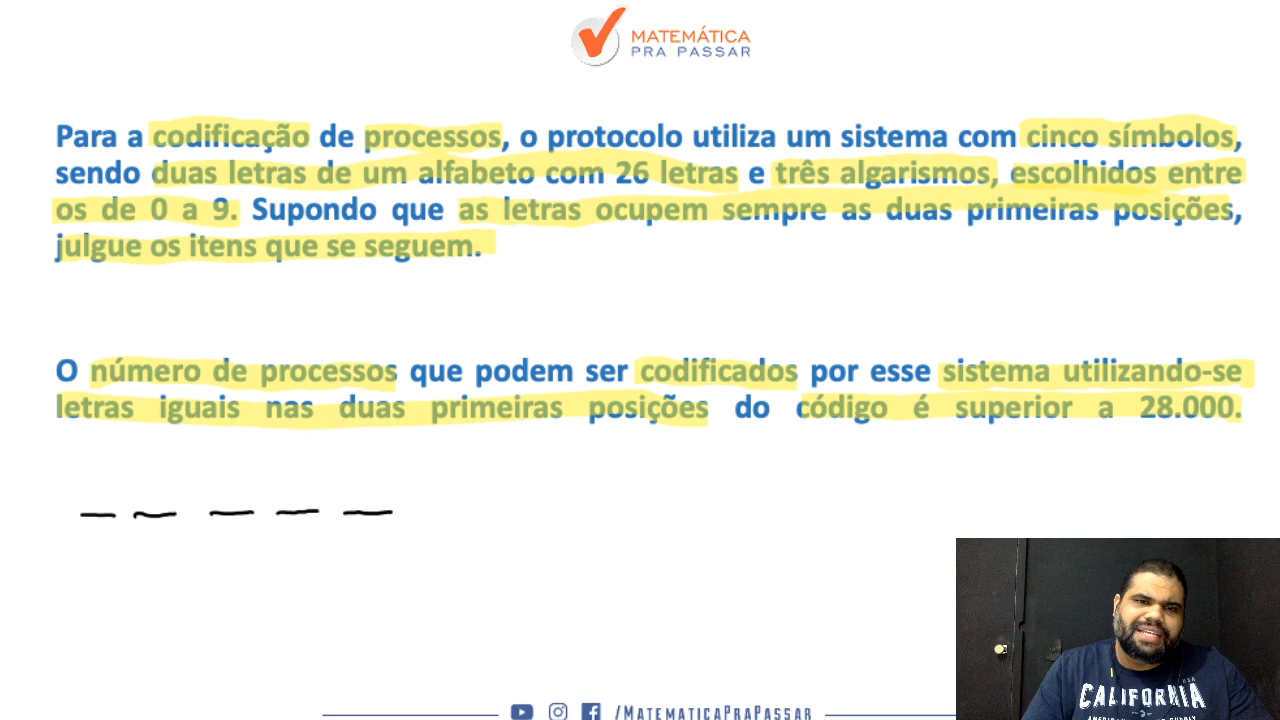 MATEMÁTICA
PRA PASSAR
Para a codificação de processos, o protocolo utiliza um sistema com cinco símbolos,
sendo duas letras de um alfabeto com 26 letras e três algarismos, escolhidos entre
os de 0 a 9. Supondo que as letras ocupem sempre as duas primeiras posições,
julgue os itens que se seguem.
O número de processos que podem ser codificados por esse sistema utilizando-se
letras iguais nas duas primeiras posições do código é superior a 28.000.
CALIFORNIA
/MATEMATICAPRAPASSAR